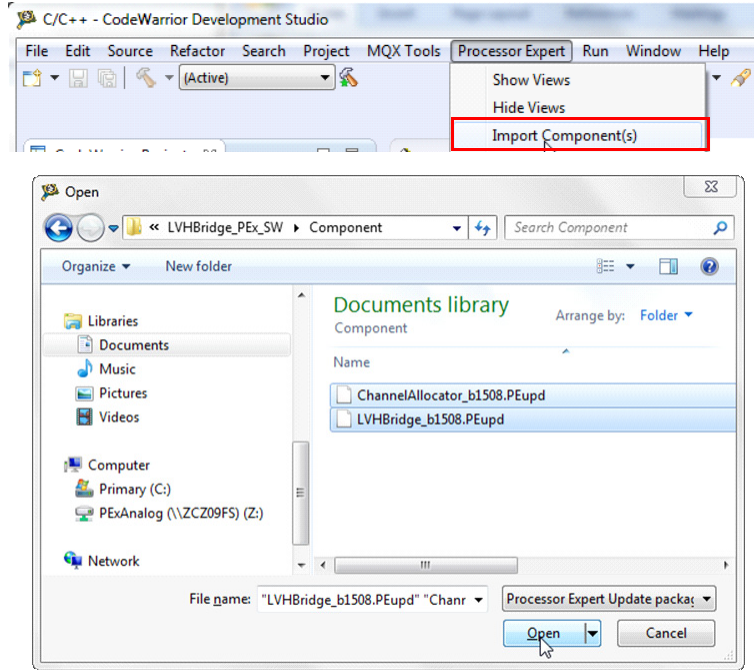 C/C++ - CodeWarrior Development Studio
File Edit Source Refactor Search Project MQX Tools Processor Expert Run Window Help
(Active)
Show Views
Hide Views
Import Component(s)
Open
« LVHBridge_PEx_SW Component Search Component
Organize New folder
Libraries
Documents
Music
Pictures
Videos
Computer
Primary (C:)
PExAnalog (\\ZCZ09FS) (Z:)
Network
Documents library
Component
Arrange by: Folder
Name
ChannelAllocator_b1508.PEupd
LVHBridge_b1508.PEupd
File name: "LVHBridge_b1508.PEupd" "Chanr Processor Expert Update packag
Open Cancel